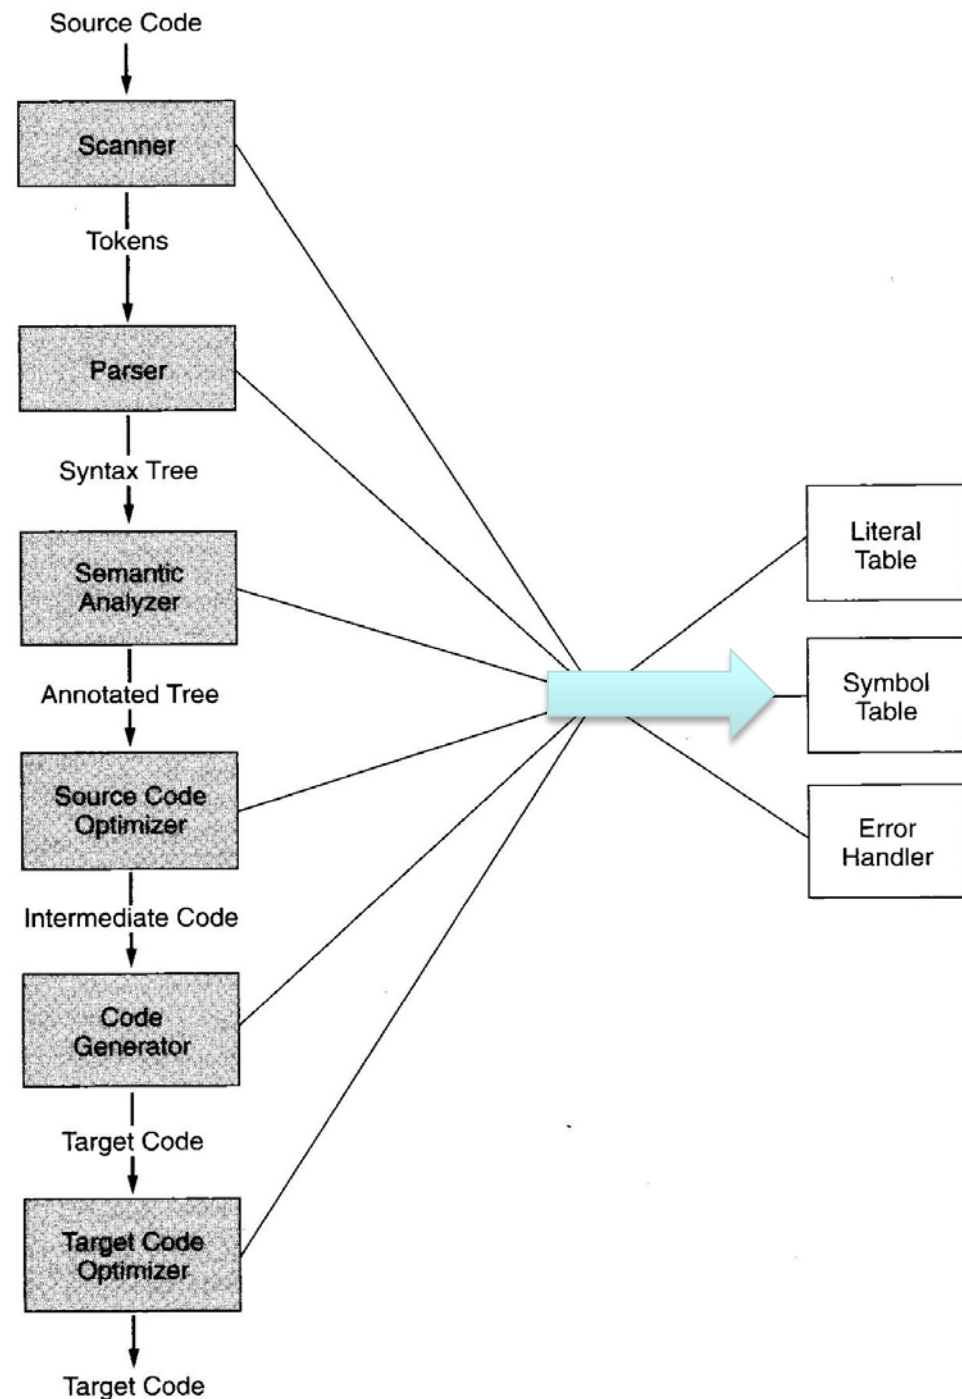 Source Code
Scanner
Tokens
Parser
Syntax Tree
Semantic
Analyzer
Annotated Tree
Source Code
Optimizer
Intermediate Code
Code
Generator
Target Code
Target Code
Optimizer
Target Code
Literal
Table
Symbol
Table
Error
Handler